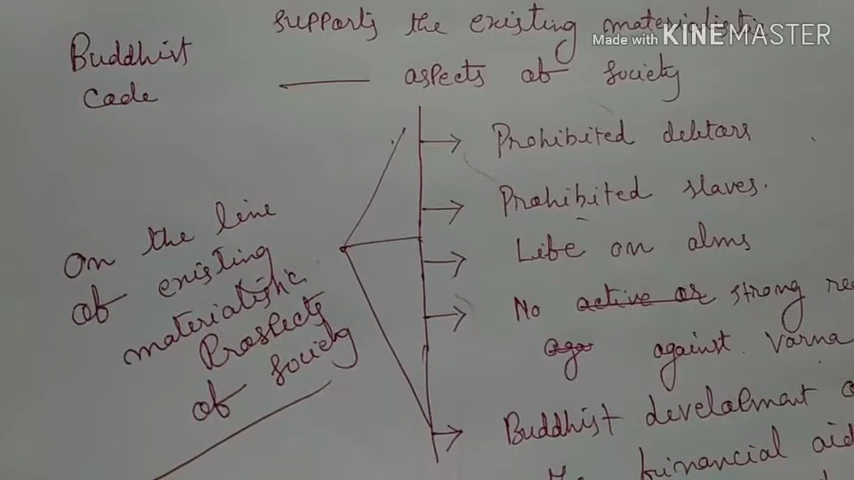 supports the existing materialistic
Made with KINEMASTER
Buddhist
Code
aspects of society
Prohibited debtors
Prohibited slaves.
Life on alms
No active or strong
aga against Varna
Buddhist development
financial aid
On the line
of existing
materialistic
Prospects
of society